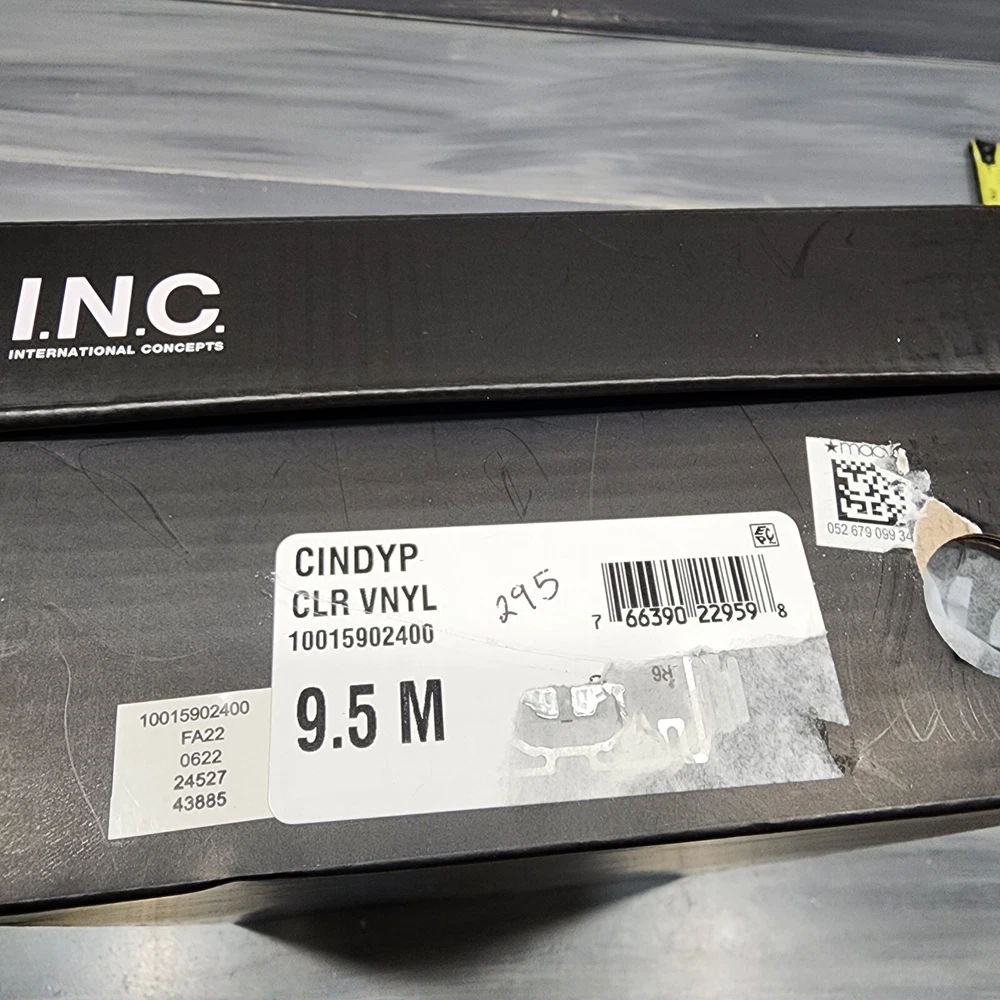 I.N.C.
INTERNATIONAL CONCEPTS
★macy's
052 679 099 34
CINDYP
CLR VNYL
10015902400
295
7 66390 22959 8
9.5 M
R6
10015902400
FA22
0622
24527
43885